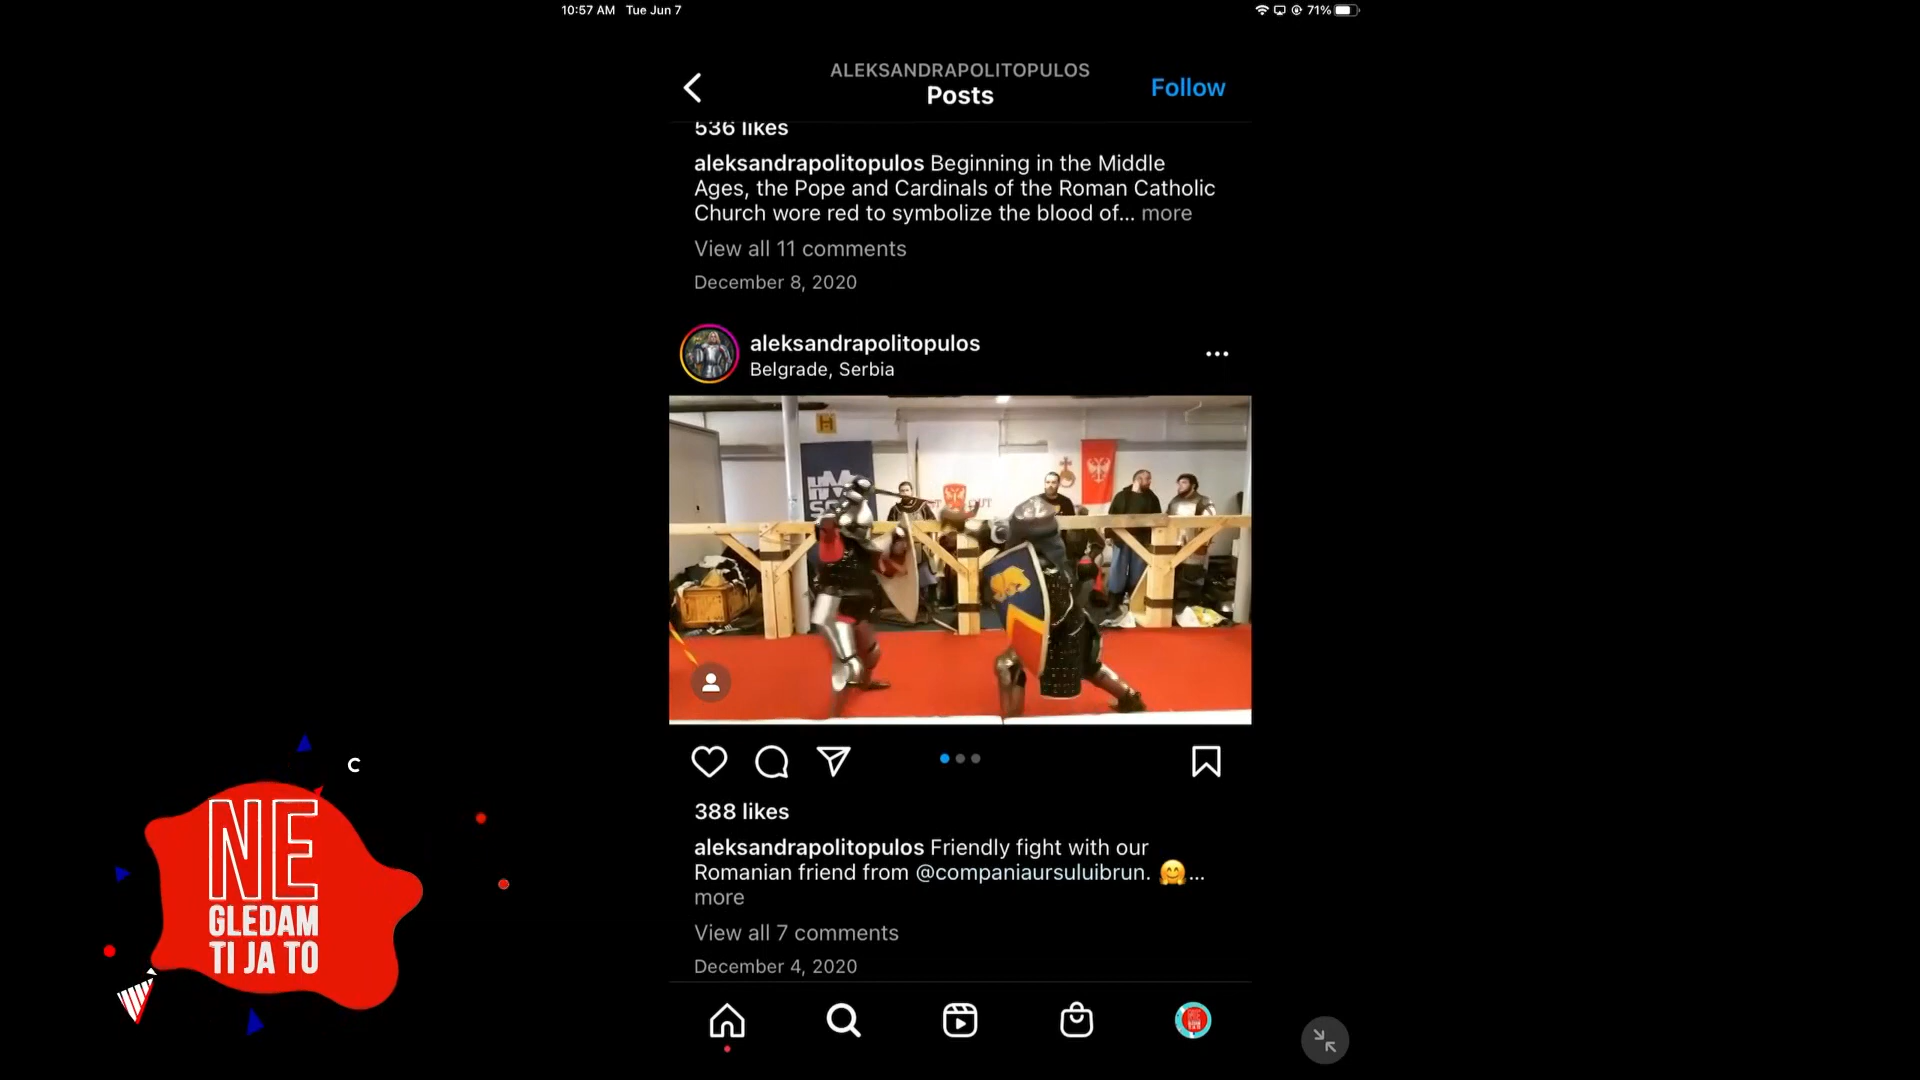 10:57 AM Tue Jun 7
71%
ALEKSANDRAPOLITOPULOS
Posts
Follow
536 likes
aleksandrapolitopulos Beginning in the Middle
Ages, the Pope and Cardinals of the Roman Catholic
Church wore red to symbolize the blood of... more
View all 11 comments
December 8, 2020
aleksandrapolitopulos
Belgrade, Serbia
H
388 likes
aleksandrapolitopulos Friendly fight with our
Romanian friend from @companiaursuluibrun. 🤗...
more
View all 7 comments
December 4, 2020
C
NE
GLEDAM
TI JA TO